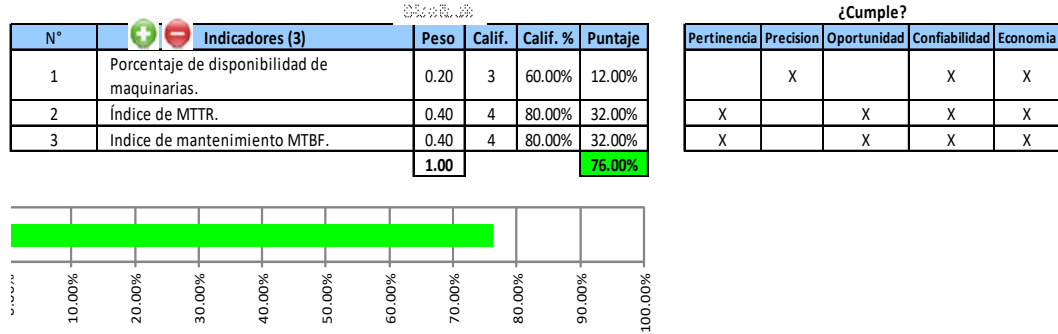 ¿Cumple?
N° Indicadores (3) Peso Calif. Calif. % Puntaje Pertinencia Precision Oportunidad Confiabilidad Economia
1 Porcentaje de disponibilidad de maquinarias. 0.20 3 60.00% 12.00% X X X
2 Índice de MTTR. 0.40 4 80.00% 32.00% X X X X
3 Indice de mantenimiento MTBF. 0.40 4 80.00% 32.00% X X X X
1.00 76.00%
10.00% 20.00% 30.00% 40.00% 50.00% 60.00% 70.00% 80.00% 90.00% 100.00%